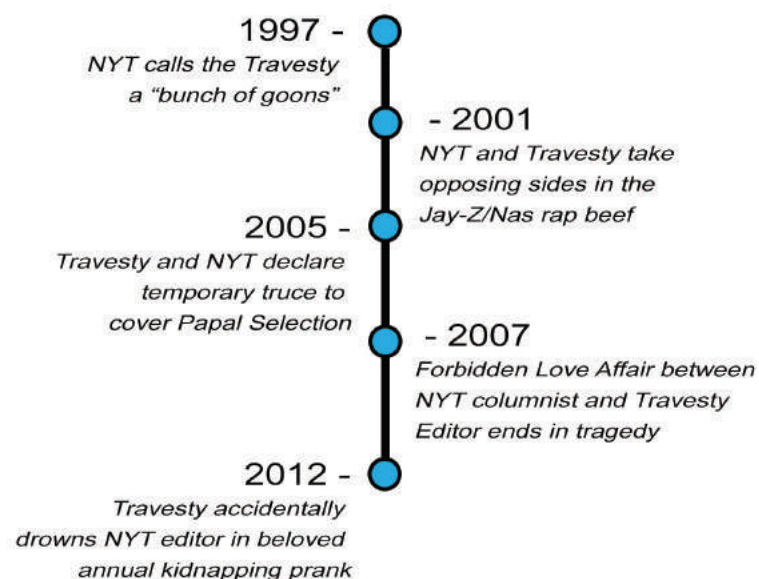 1997 -
NYT calls the Travesty
a “bunch of goons”
- 2001
NYT and Travesty take
opposing sides in the
Jay-Z/Nas rap beef
2005 -
Travesty and NYT declare
temporary truce to
cover Papal Selection
- 2007
Forbidden Love Affair between
NYT columnist and Travesty
Editor ends in tragedy
2012 -
Travesty accidentally
drowns NYT editor in beloved
annual kidnapping prank